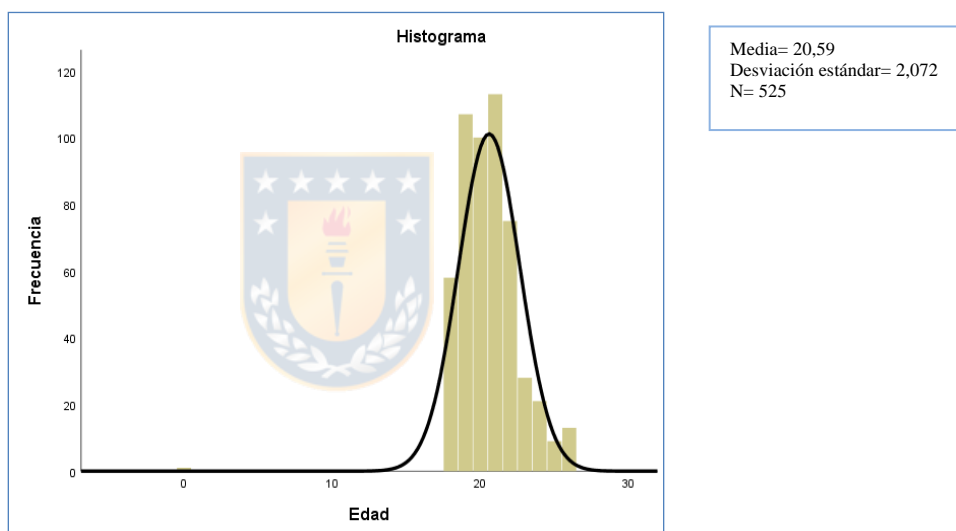 Histograma
Media= 20,59
Desviación estándar= 2,072
N= 525
120
100
80
60
40
20
0
Frecuencia
0 10 20 30
Edad